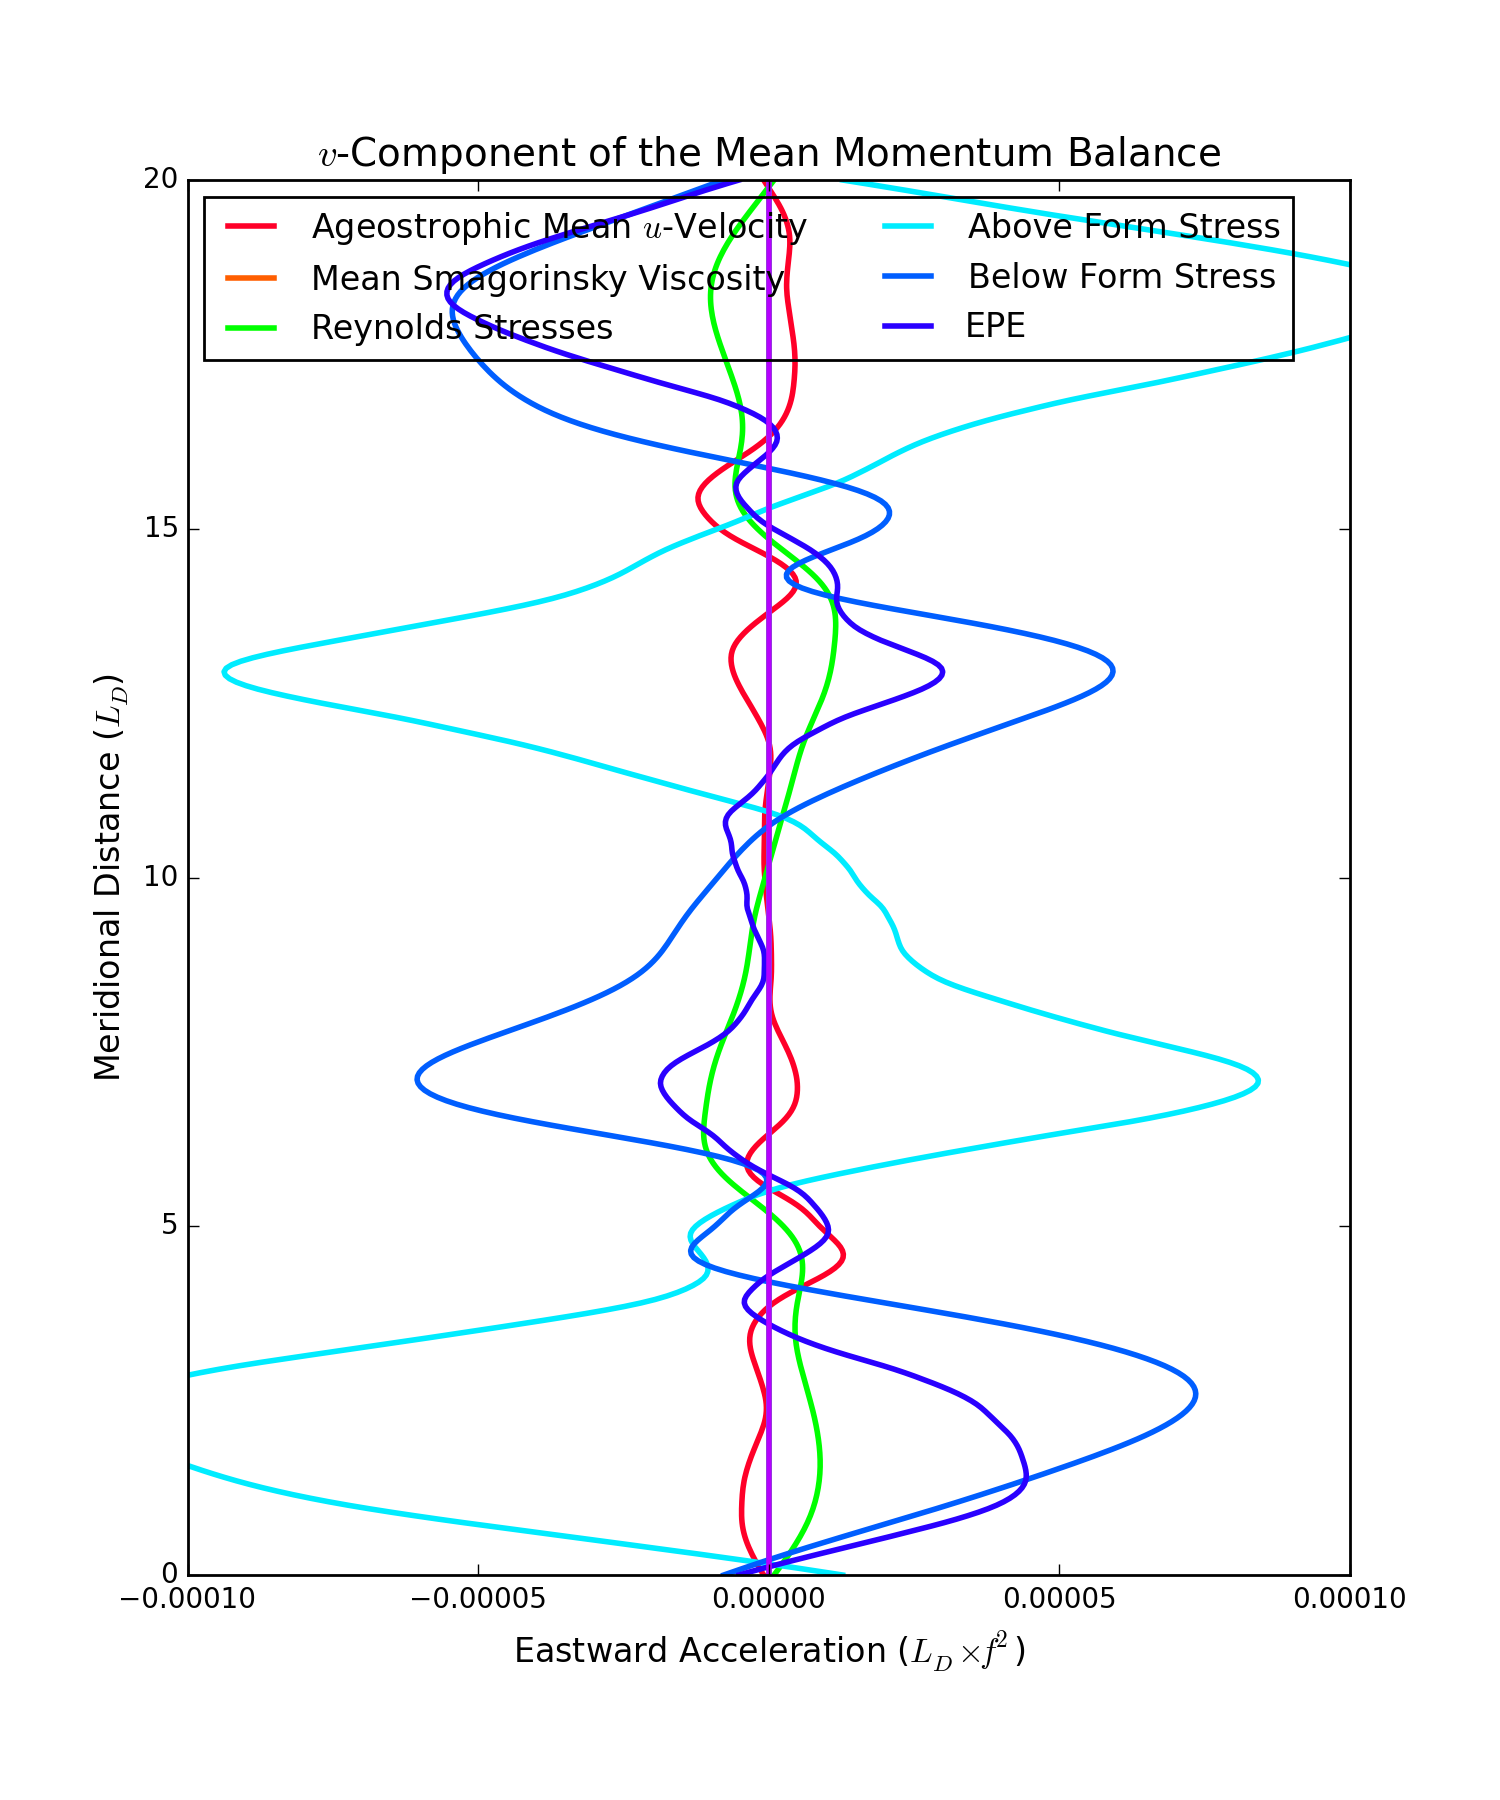 v-Component of the Mean Momentum Balance
Ageostrophic Mean u-Velocity
Mean Smagorinsky Viscosity
Reynolds Stresses
Above Form Stress
Below Form Stress
EPE
20
15
10
5
0
Meridional Distance (L_D)
−0.00010 −0.00005 0.00000 0.00005 0.00010
Eastward Acceleration (L_D × f²)